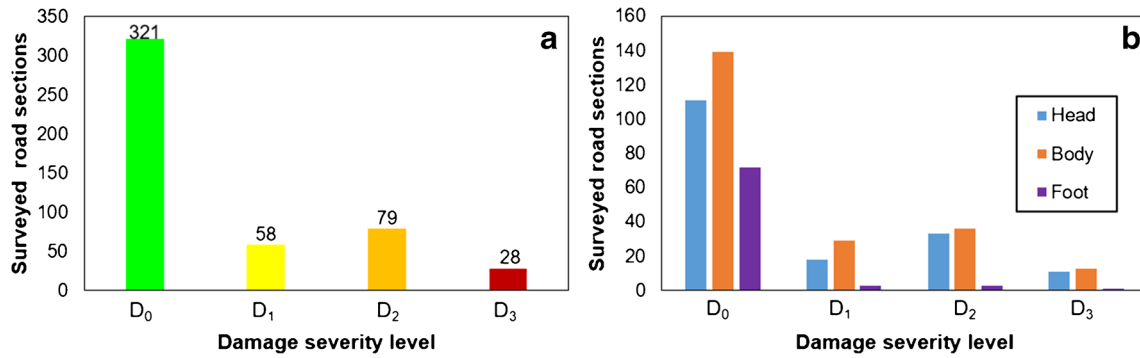 350
300
250
200
150
100
50
0
Surveyed road sections
321
58
79
28
a
D₀ D₁ D₂ D₃
Damage severity level
160
140
120
100
80
60
40
20
0
Surveyed road sections
b
Head
Body
Foot
D₀ D₁ D₂ D₃
Damage severity level